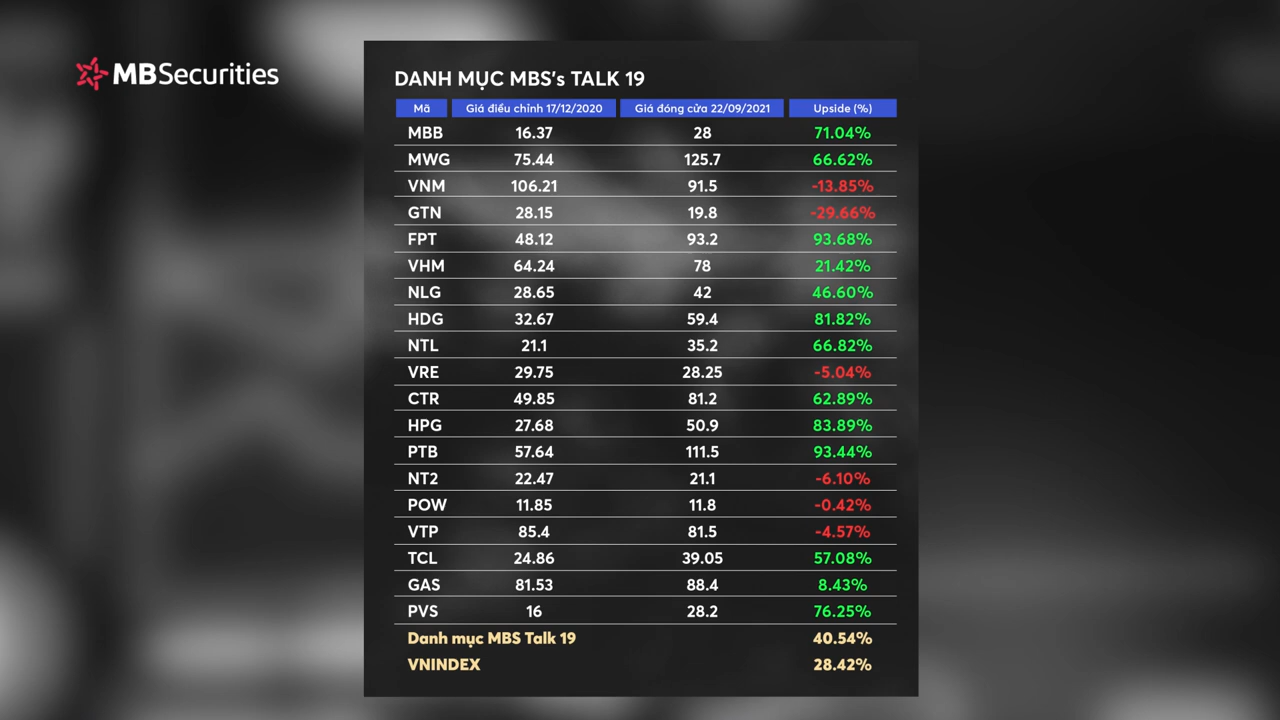 MBSecurities
DANH MỤC MBS's TALK 19
Mã Giá điều chỉnh 17/12/2020 Giá đóng cửa 22/09/2021 Upside (%)
MBB 16.37 28 71.04%
MWG 75.44 125.7 66.62%
VNM 106.21 91.5 -13.85%
GTN 28.15 19.8 -29.66%
FPT 48.12 93.2 93.68%
VHM 64.24 78 21.42%
NLG 28.65 42 46.60%
HDG 32.67 59.4 81.82%
NTL 21.1 35.2 66.82%
VRE 29.75 28.25 -5.04%
CTR 49.85 81.2 62.89%
HPG 27.68 50.9 83.89%
PTB 57.64 111.5 93.44%
NT2 22.47 21.1 -6.10%
POW 11.85 11.8 -0.42%
VTP 85.4 81.5 -4.57%
TCL 24.86 39.05 57.08%
GAS 81.53 88.4 8.43%
PVS 16 28.2 76.25%
Danh mục MBS Talk 19 40.54%
VNINDEX 28.42%